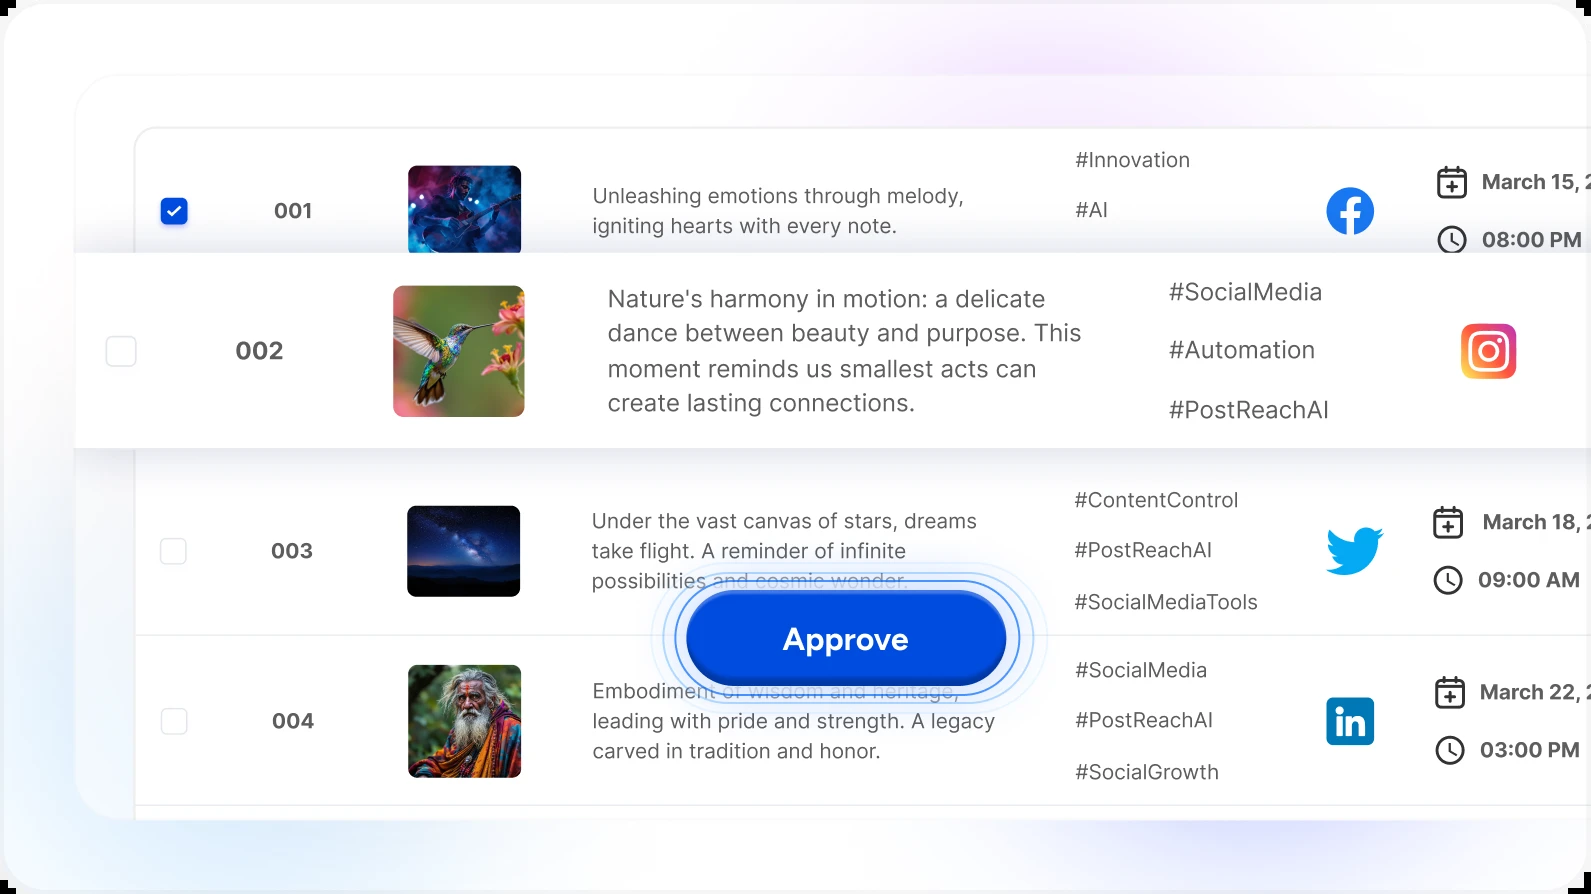 001
Unleashing emotions through melody,
igniting hearts with every note.
#Innovation
#AI
March 15,
08:00 PM
002
Nature's harmony in motion: a delicate
dance between beauty and purpose. This
moment reminds us smallest acts can
create lasting connections.
#SocialMedia
#Automation
#PostReachAI
003
Under the vast canvas of stars, dreams
take flight. A reminder of infinite
possibilities and cosmic wonder.
#ContentControl
#PostReachAI
#SocialMediaTools
March 18,
09:00 AM
Approve
004
Embodiment of wisdom and heritage,
leading with pride and strength. A legacy
carved in tradition and honor.
#SocialMedia
#PostReachAI
#SocialGrowth
in
March 22,
03:00 PM